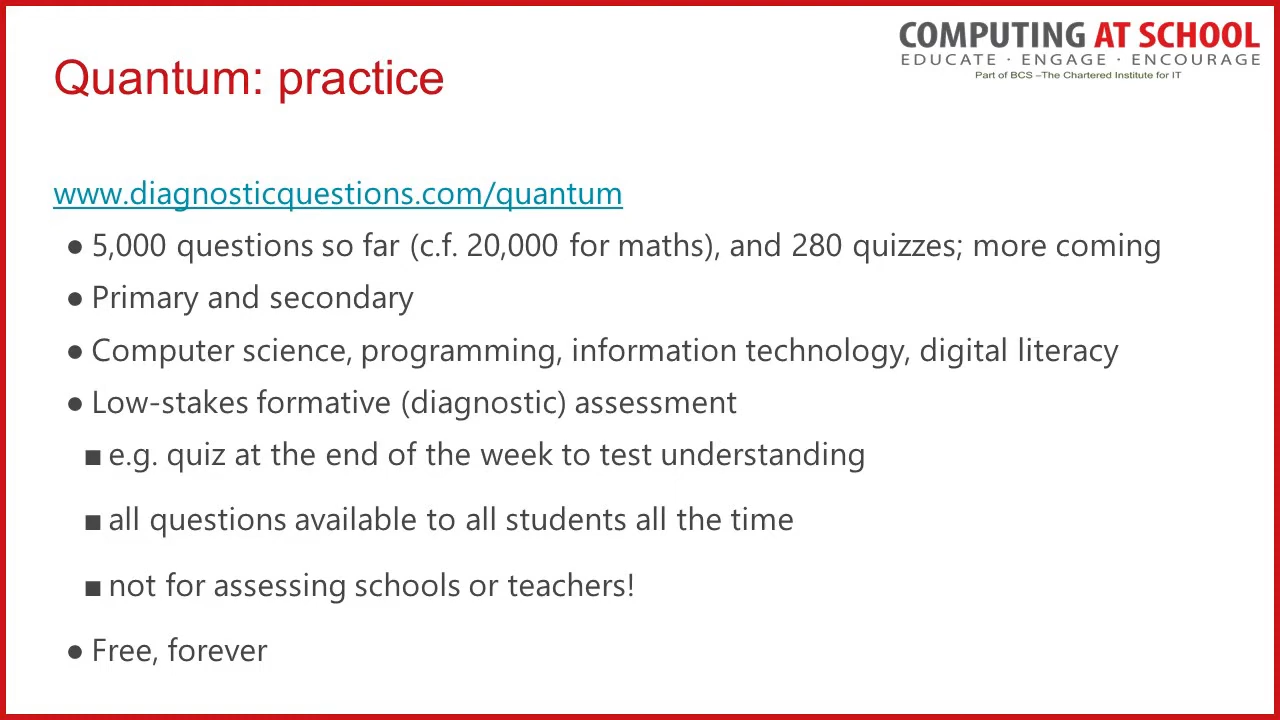 COMPUTING AT SCHOOL
EDUCATE · ENGAGE · ENCOURAGE
Part of BCS –The Chartered Institute for IT
Quantum: practice
www.diagnosticquestions.com/quantum
● 5,000 questions so far (c.f. 20,000 for maths), and 280 quizzes; more coming
● Primary and secondary
● Computer science, programming, information technology, digital literacy
● Low-stakes formative (diagnostic) assessment
■ e.g. quiz at the end of the week to test understanding
■ all questions available to all students all the time
■ not for assessing schools or teachers!
● Free, forever